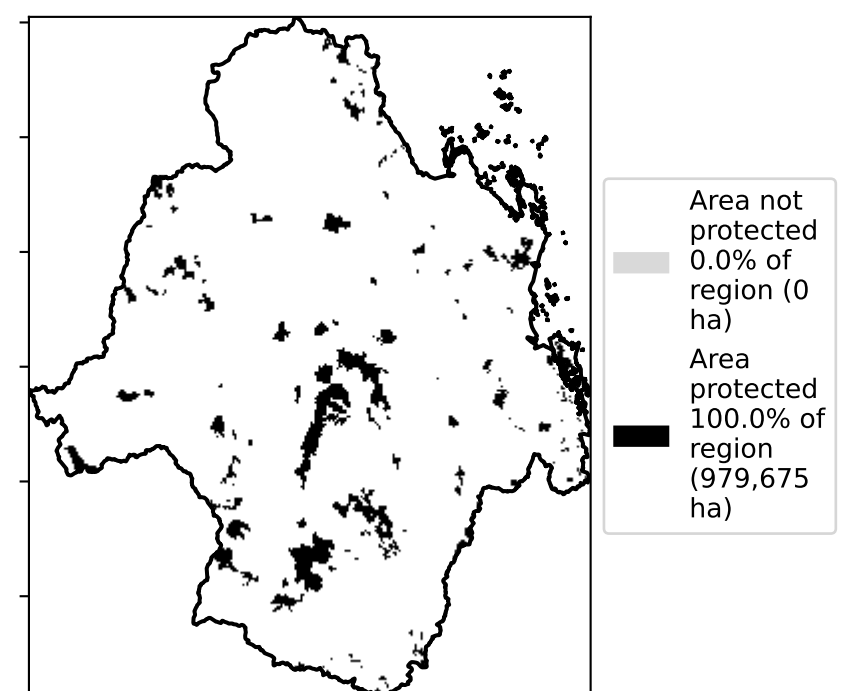 Area not
protected
0.0% of
region (0
ha)
Area
protected
100.0% of
region
(979,675
ha)